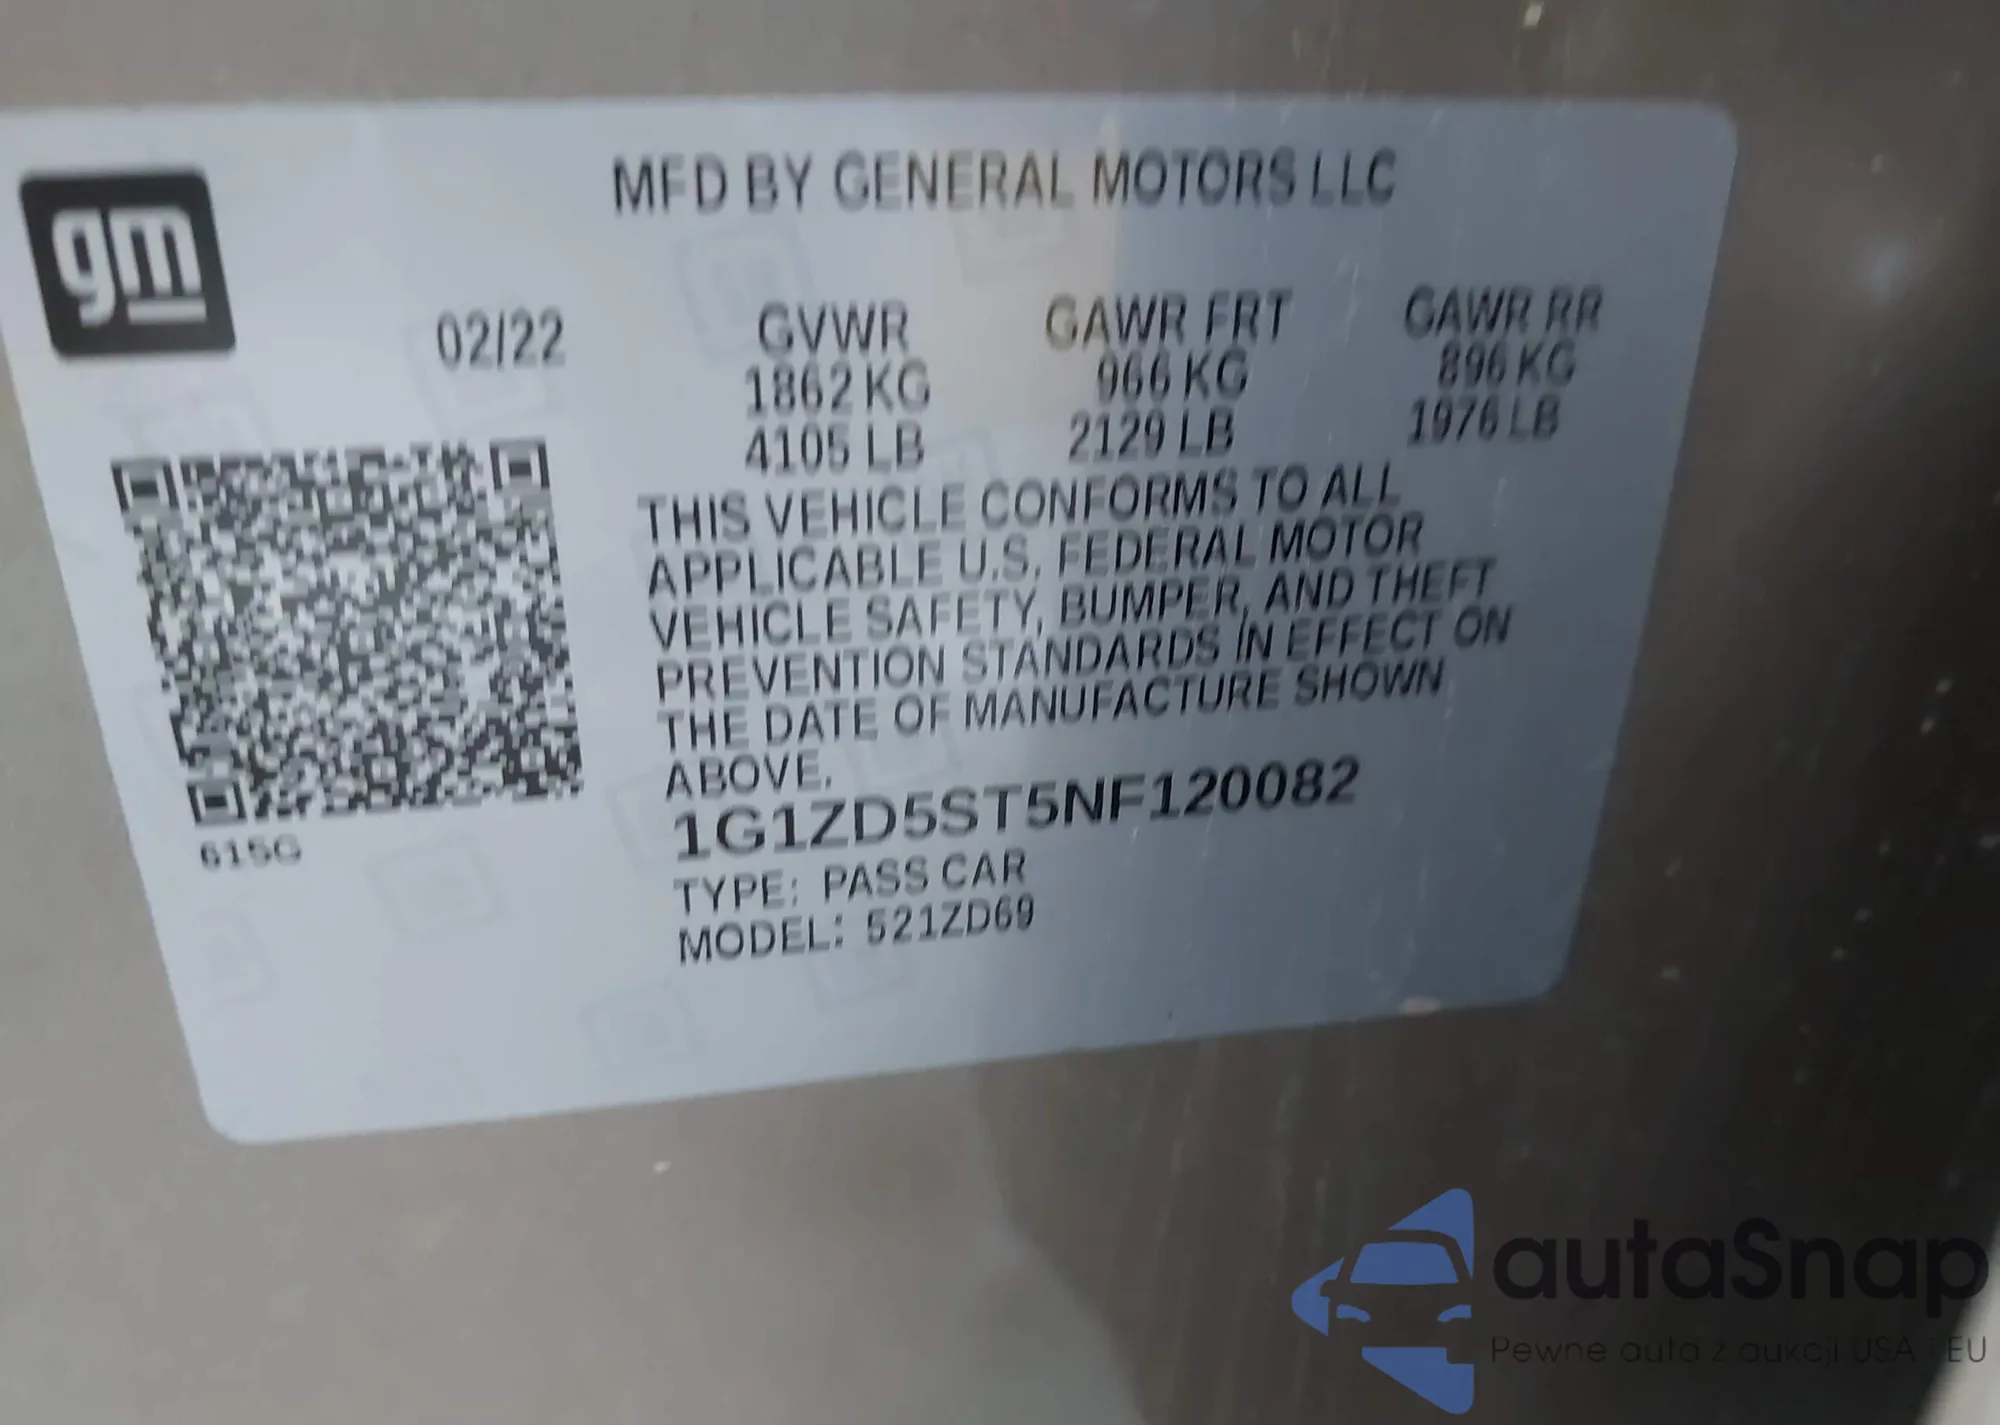 gm
MFD BY GENERAL MOTORS LLC
02/22 GVWR GAWR FRT GAWR RR
1862 KG 966 KG 896 KG
4105 LB 2129 LB 1976 LB
THIS VEHICLE CONFORMS TO ALL
APPLICABLE U.S. FEDERAL MOTOR
VEHICLE SAFETY, BUMPER, AND THEFT
PREVENTION STANDARDS IN EFFECT ON
THE DATE OF MANUFACTURE SHOWN
ABOVE.
1G1ZD5ST5NF120082
TYPE: PASS CAR
MODEL: 521ZD69
615G
autaSnap
Pewne auta z aukcji USA i EU